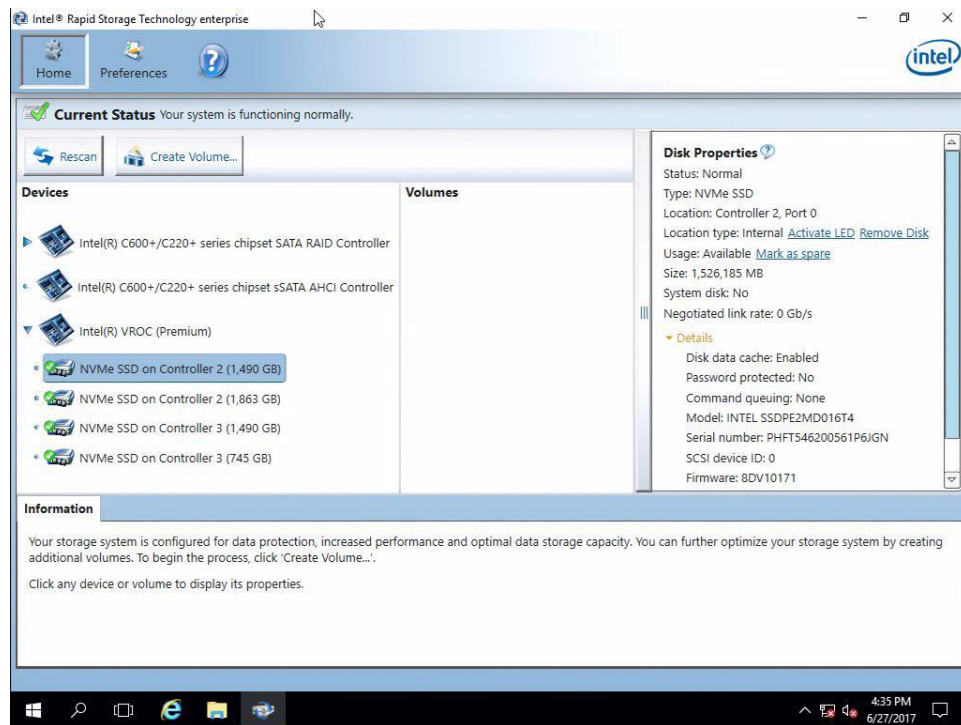 Intel® Rapid Storage Technology enterprise
Home
Preferences
intel
Current Status Your system is functioning normally.
Rescan
Create Volume...
Devices
Intel(R) C600+/C220+ series chipset SATA RAID Controller
Intel(R) C600+/C220+ series chipset sSATA AHCI Controller
Intel(R) VROC (Premium)
NVMe SSD on Controller 2 (1,490 GB)
NVMe SSD on Controller 2 (1,863 GB)
NVMe SSD on Controller 3 (1,490 GB)
NVMe SSD on Controller 3 (745 GB)
Volumes
Disk Properties
Status: Normal
Type: NVMe SSD
Location: Controller 2, Port 0
Location type: Internal Activate LED Remove Disk
Usage: Available Mark as spare
Size: 1,526,185 MB
System disk: No
Negotiated link rate: 0 Gb/s
Details
Disk data cache: Enabled
Password protected: No
Command queuing: None
Model: INTEL SSDPE2MD016T4
Serial number: PHFT546200561P6JGN
SCSI device ID: 0
Firmware: 8DV10171
Information
Your storage system is configured for data protection, increased performance and optimal data storage capacity. You can further optimize your storage system by creating
additional volumes. To begin the process, click 'Create Volume...'.
Click any device or volume to display its properties.
4:35 PM
6/27/2017